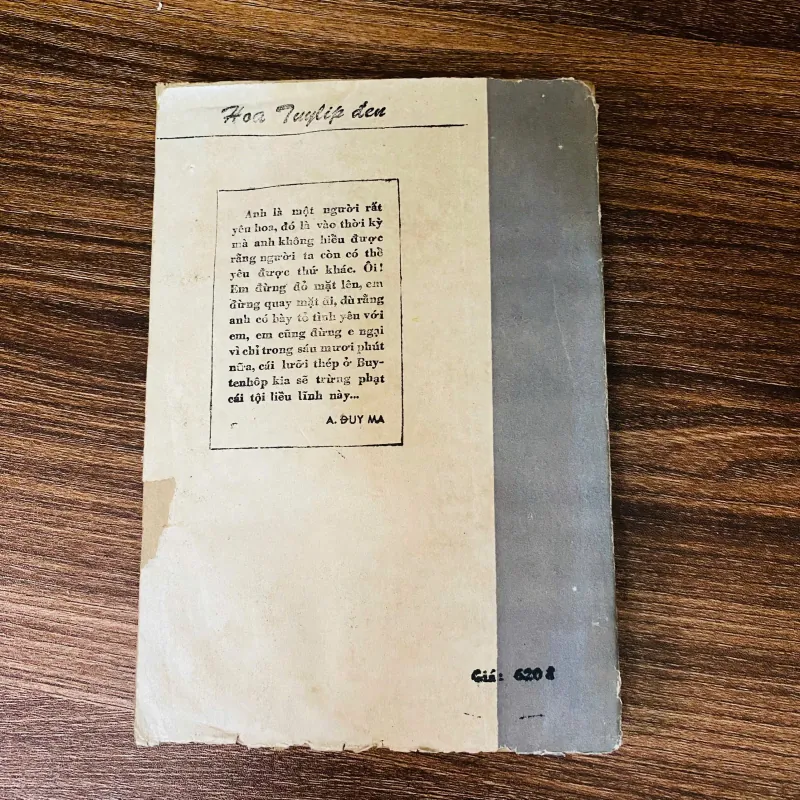 Hoa Tuylip đen
Anh là một người rất
yêu hoa, đó là vào thời kỳ
mà anh không hiểu được
rằng người ta còn có thể
yêu được thứ khác. Ôi!
Em đừng đỏ mặt lên, em
đừng quay mặt đi, dù rằng
anh có bày tỏ tình yêu với
em, em cũng đừng e ngại
vì chỉ trong sáu mươi phút
nữa, cái lưỡi thép ở Buy-
tenhôp kia sẽ trừng phạt
cái tội liều lĩnh này...
A. ĐUY MA
Giá: 620đ